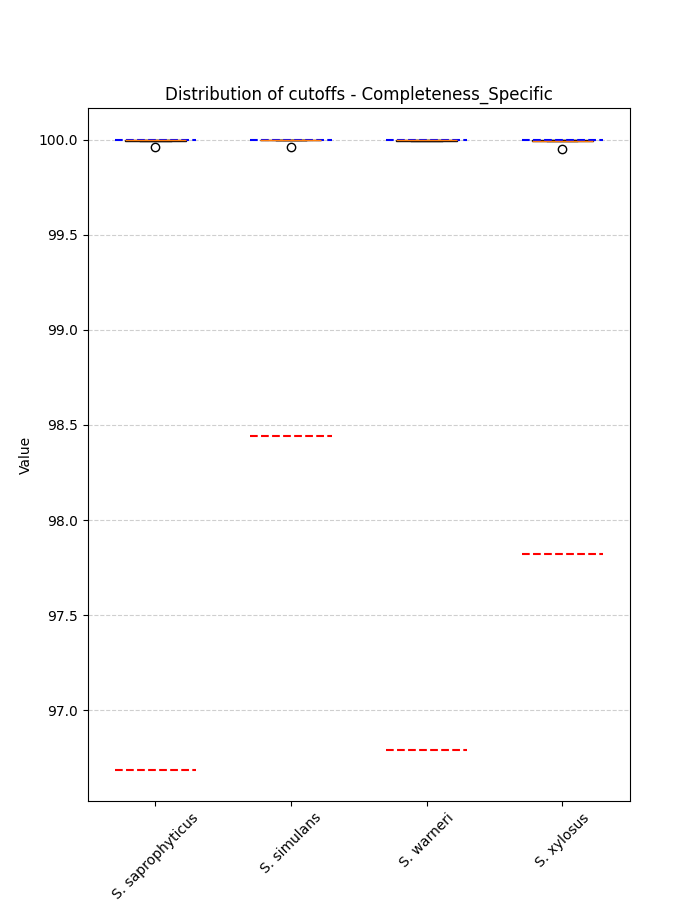 Distribution of cutoffs - Completeness_Specific
100.0
99.5
99.0
98.5
98.0
97.5
97.0
Value
S. saprophyticus
S. simulans
S. warneri
S. xylosus